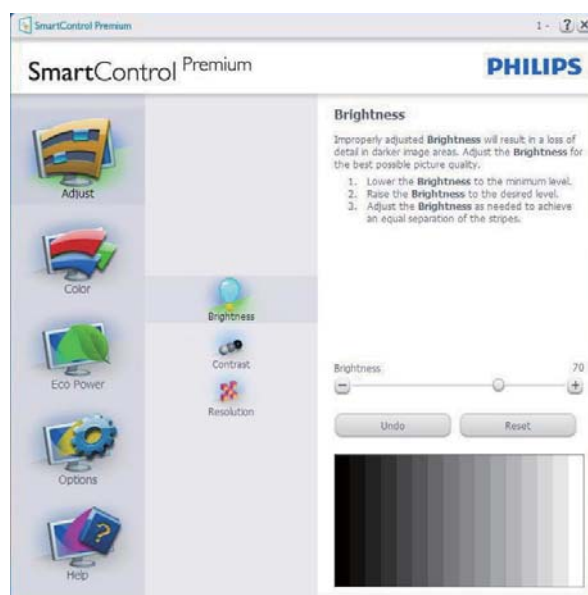 SmartControl Premium
1 - ? X
SmartControl Premium
PHILIPS
Adjust
Color
Eco Power
Options
? 
Help
Brightness
Contrast
Resolution
Brightness
Improperly adjusted Brightness will result in a loss of
detail in darker image areas. Adjust the Brightness for
the best possible picture quality.
1. Lower the Brightness to the minimum level.
2. Raise the Brightness to the desired level.
3. Adjust the Brightness as needed to achieve
an equal separation of the stripes.
Brightness 70
- +
Undo Reset